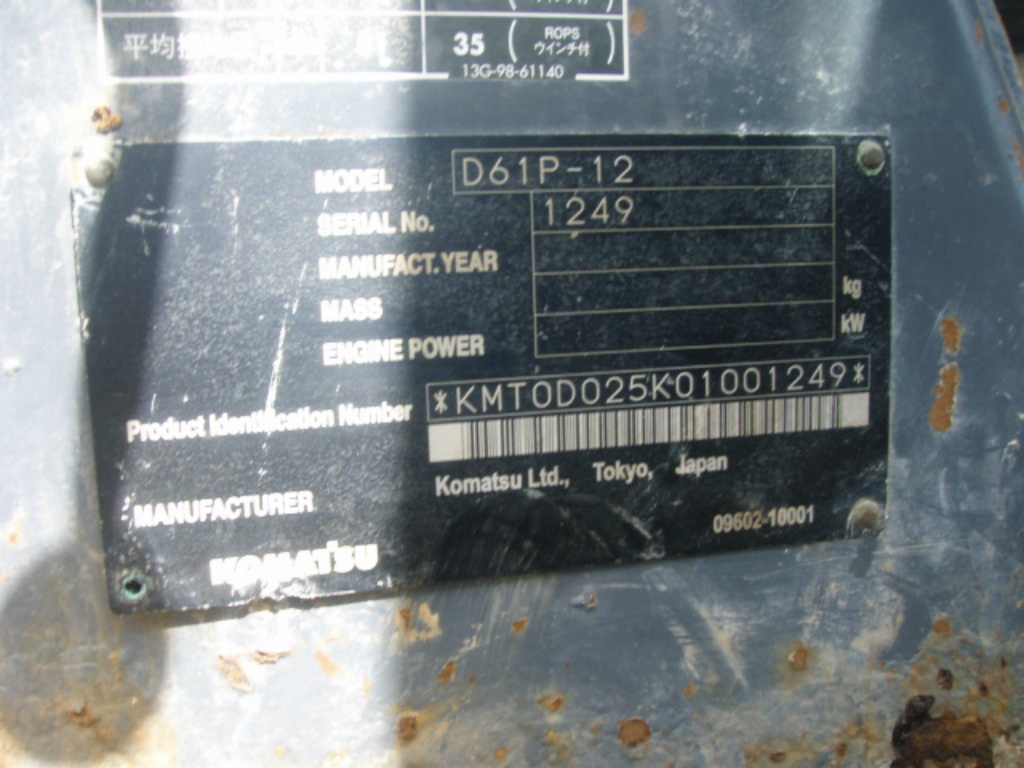 平均
35
ROPS
ウインチ付
13G-98-61140
MODEL D61P-12
SERIAL No. 1249
MANUFACT. YEAR
MASS kg
ENGINE POWER kW
Product Identification Number *KMT0D025K01001249*
MANUFACTURER Komatsu Ltd., Tokyo, Japan
KOMATSU 09602-10001